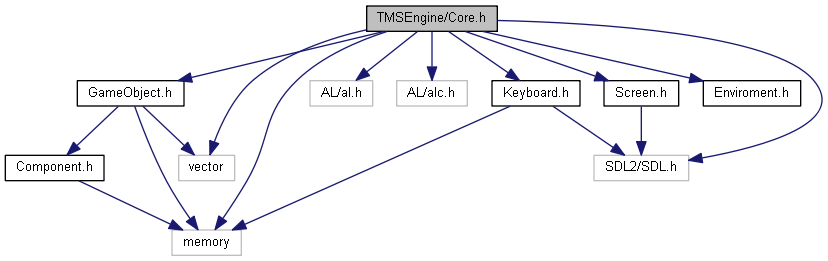 TMSEngine/Core.h
GameObject.h
AL/al.h
AL/alc.h
Keyboard.h
Screen.h
Enviroment.h
Component.h
vector
SDL2/SDL.h
memory